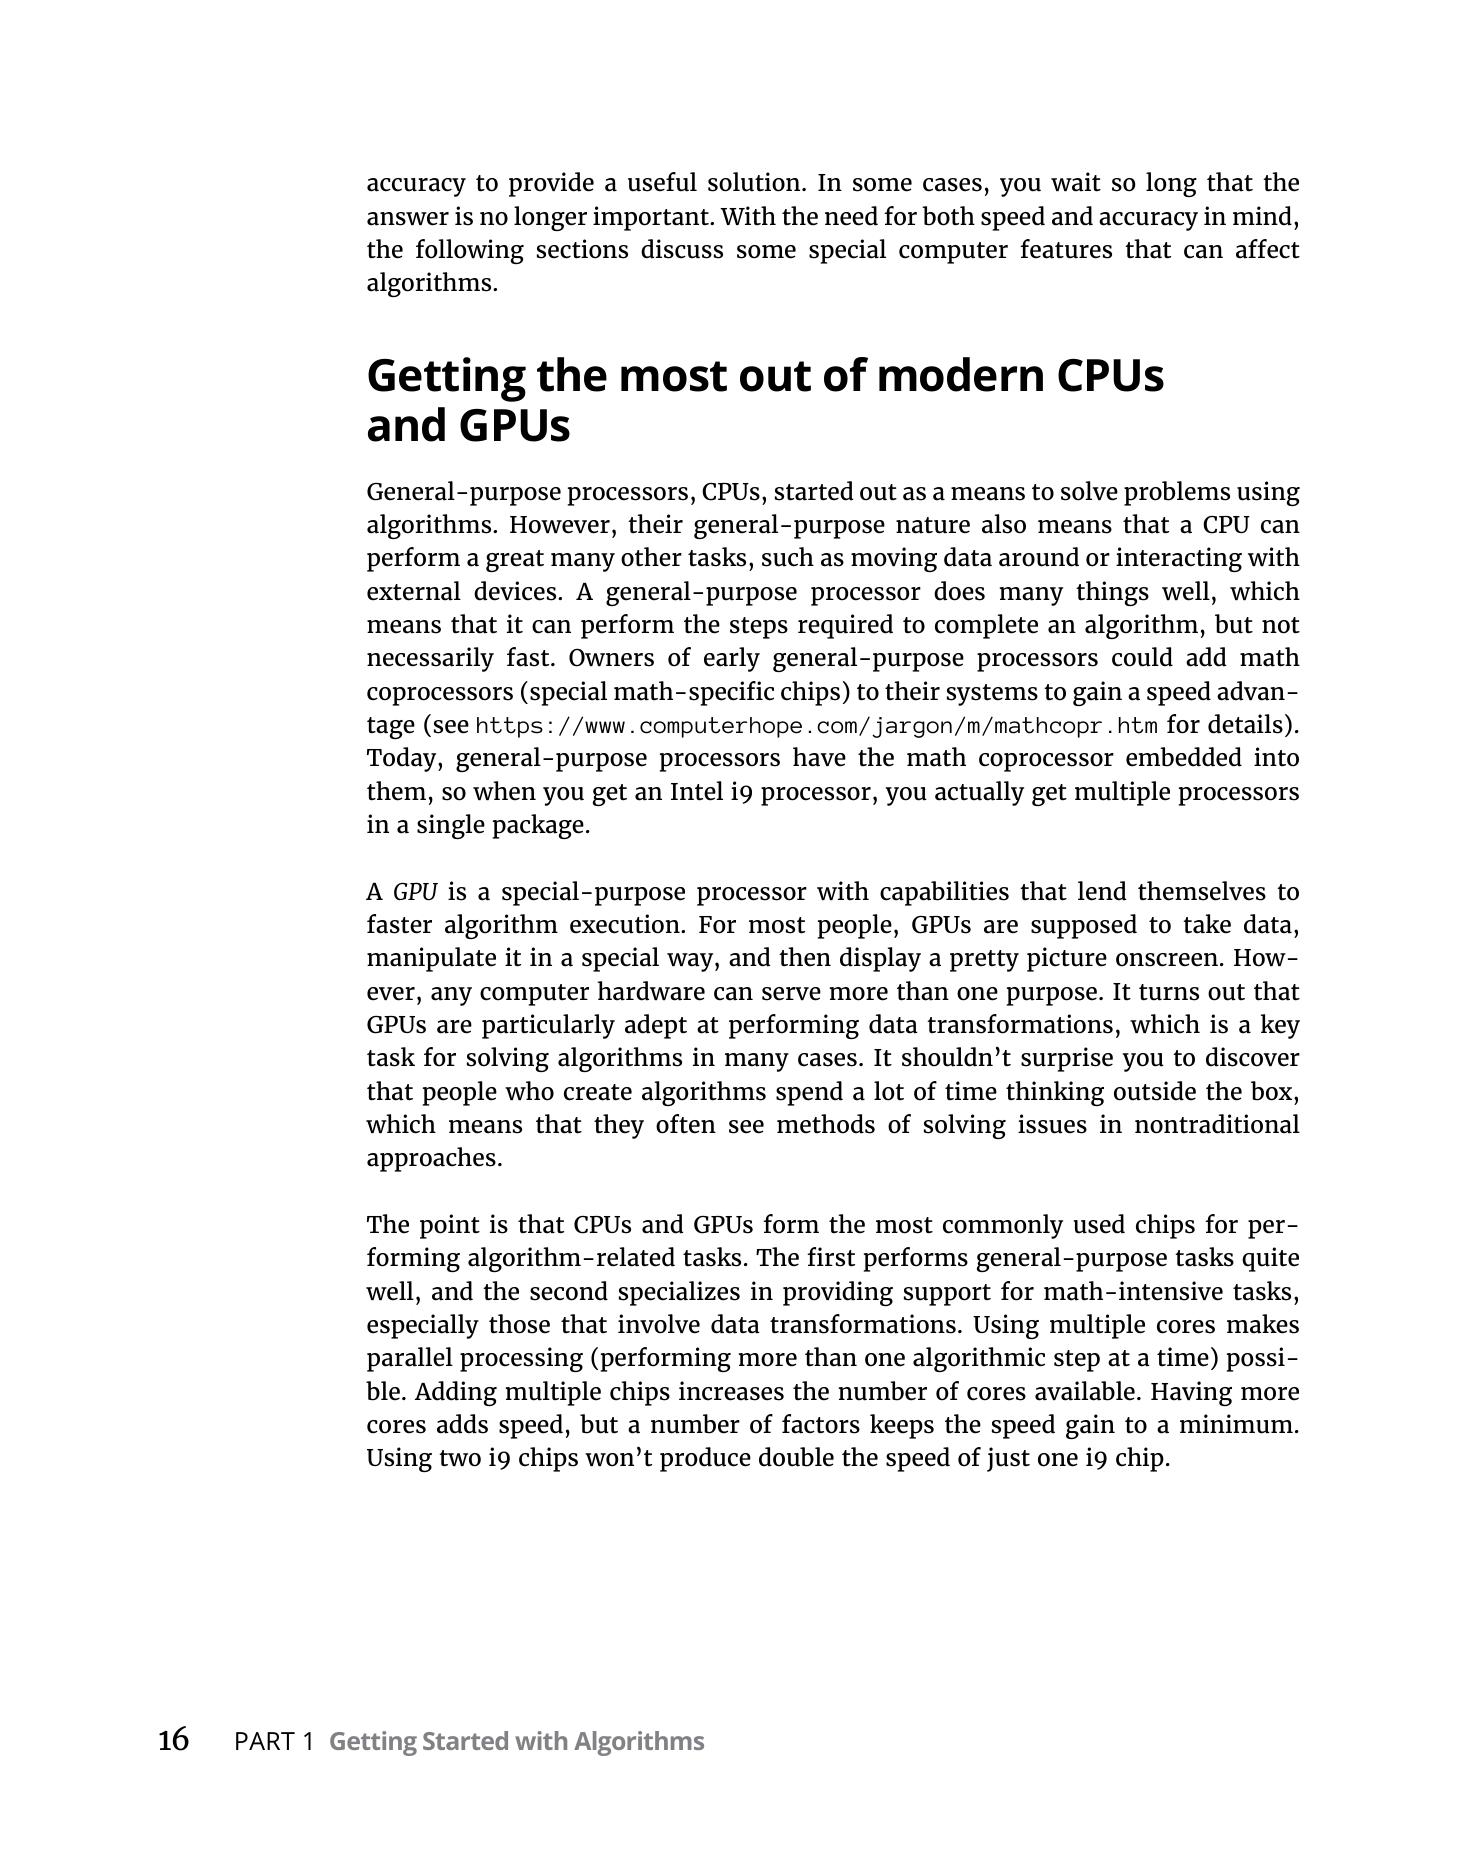 accuracy to provide a useful solution. In some cases, you wait so long that the
answer is no longer important. With the need for both speed and accuracy in mind,
the following sections discuss some special computer features that can affect
algorithms.
Getting the most out of modern CPUs
and GPUs
General-purpose processors, CPUs, started out as a means to solve problems using
algorithms. However, their general-purpose nature also means that a CPU can
perform a great many other tasks, such as moving data around or interacting with
external devices. A general-purpose processor does many things well, which
means that it can perform the steps required to complete an algorithm, but not
necessarily fast. Owners of early general-purpose processors could add math
coprocessors (special math-specific chips) to their systems to gain a speed advan-
tage (see https://www.computerhope.com/jargon/m/mathcopr.htm for details).
Today, general-purpose processors have the math coprocessor embedded into
them, so when you get an Intel i9 processor, you actually get multiple processors
in a single package.
A GPU is a special-purpose processor with capabilities that lend themselves to
faster algorithm execution. For most people, GPUs are supposed to take data,
manipulate it in a special way, and then display a pretty picture onscreen. How-
ever, any computer hardware can serve more than one purpose. It turns out that
GPUs are particularly adept at performing data transformations, which is a key
task for solving algorithms in many cases. It shouldn’t surprise you to discover
that people who create algorithms spend a lot of time thinking outside the box,
which means that they often see methods of solving issues in nontraditional
approaches.
The point is that CPUs and GPUs form the most commonly used chips for per-
forming algorithm-related tasks. The first performs general-purpose tasks quite
well, and the second specializes in providing support for math-intensive tasks,
especially those that involve data transformations. Using multiple cores makes
parallel processing (performing more than one algorithmic step at a time) possi-
ble. Adding multiple chips increases the number of cores available. Having more
cores adds speed, but a number of factors keeps the speed gain to a minimum.
Using two i9 chips won’t produce double the speed of just one i9 chip.
16 PART 1 Getting Started with Algorithms